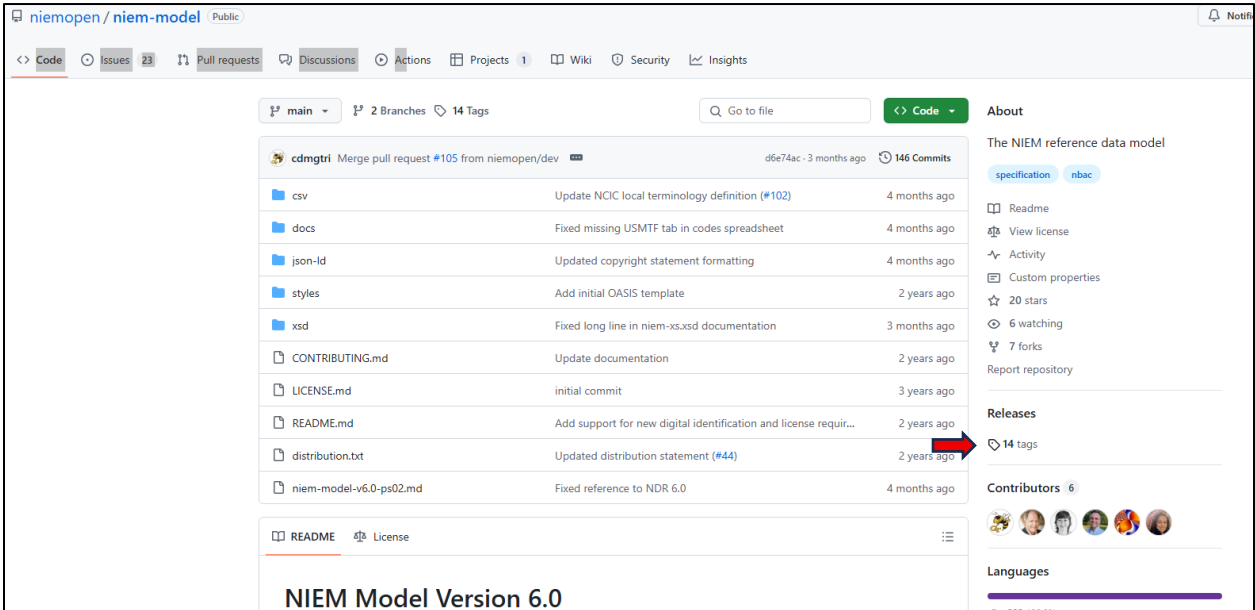 niemopen / niem-model Public
Notifi
Code Issues 23 Pull requests Discussions Actions Projects 1 Wiki Security Insights
main 2 Branches 14 Tags Go to file Code
cdmgtri Merge pull request #105 from niemopen/dev d6e74ac · 3 months ago 146 Commits
csv Update NCIC local terminology definition (#102) 4 months ago
docs Fixed missing USMTF tab in codes spreadsheet 4 months ago
json-ld Updated copyright statement formatting 4 months ago
styles Add initial OASIS template 2 years ago
xsd Fixed long line in niem-xs.xsd documentation 3 months ago
CONTRIBUTING.md Update documentation 2 years ago
LICENSE.md initial commit 3 years ago
README.md Add support for new digital identification and license requir... 2 years ago
distribution.txt Updated distribution statement (#44) 2 years ago
niem-model-v6.0-ps02.md Fixed reference to NDR 6.0 4 months ago
README License
NIEM Model Version 6.0
About
The NIEM reference data model
specification nbac
Readme
View license
Activity
Custom properties
20 stars
6 watching
7 forks
Report repository
Releases
14 tags
Contributors 6
Languages